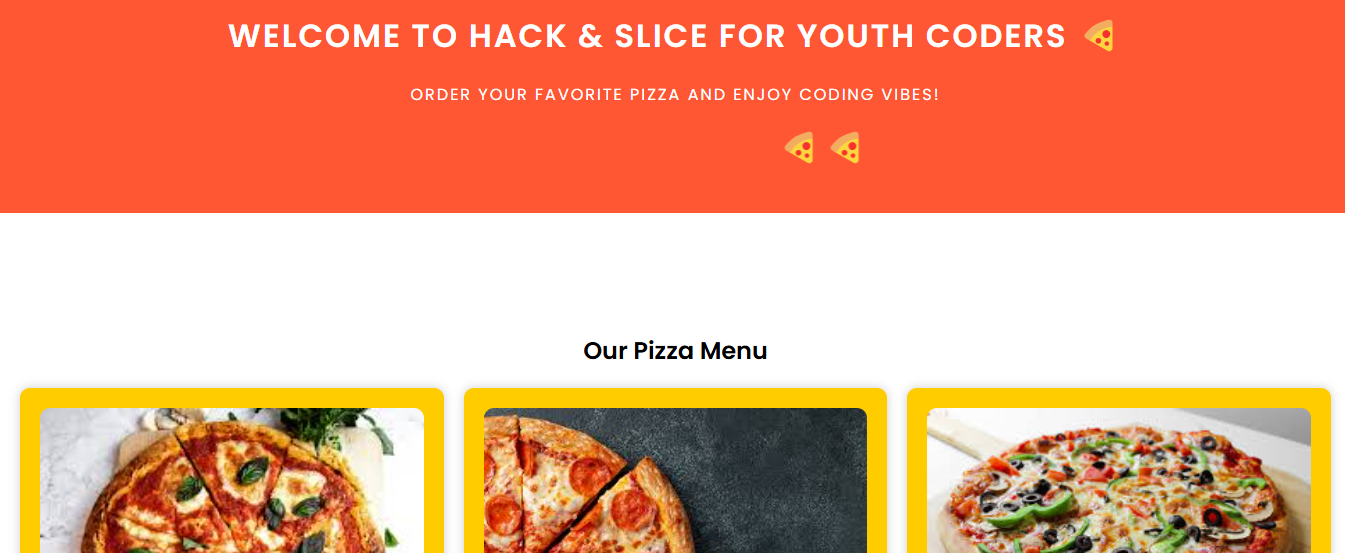 WELCOME TO HACK & SLICE FOR YOUTH CODERS 🍕
ORDER YOUR FAVORITE PIZZA AND ENJOY CODING VIBES!
🍕 🍕
Our Pizza Menu